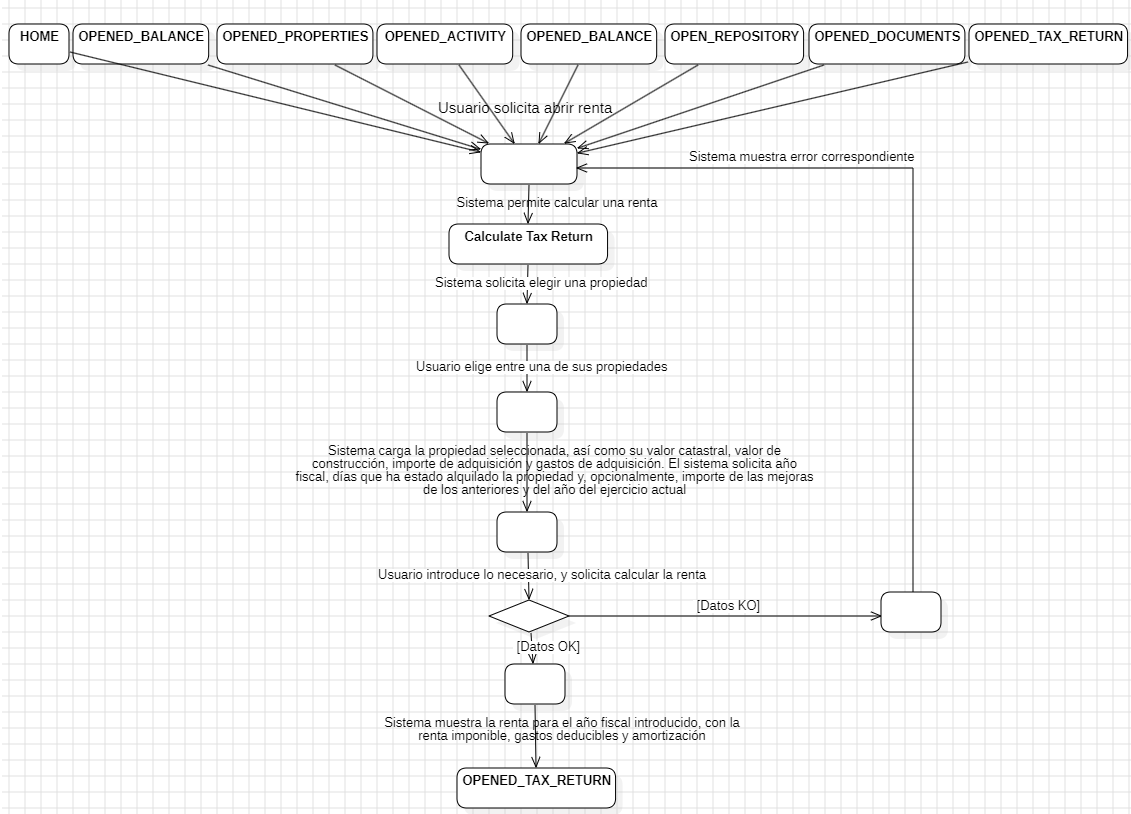 HOME
OPENED_BALANCE
OPENED_PROPERTIES
OPENED_ACTIVITY
OPENED_BALANCE
OPEN_REPOSITORY
OPENED_DOCUMENTS
OPENED_TAX_RETURN
Usuario solicita abrir renta
Sistema muestra error correspondiente
Sistema permite calcular una renta
Calculate Tax Return
Sistema solicita elegir una propiedad
Usuario elige entre una de sus propiedades
Sistema carga la propiedad seleccionada, así como su valor catastral, valor de
construcción, importe de adquisición y gastos de adquisición. El sistema solicita año
fiscal, días que ha estado alquilado la propiedad y, opcionalmente, importe de las mejoras
de los anteriores y del año del ejercicio actual
Usuario introduce lo necesario, y solicita calcular la renta
[Datos KO]
[Datos OK]
Sistema muestra la renta para el año fiscal introducido, con la
renta imponible, gastos deducibles y amortización
OPENED_TAX_RETURN